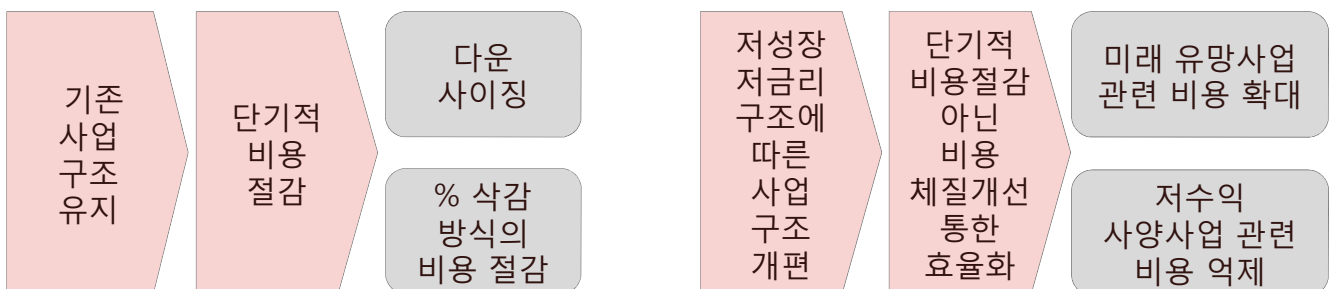 기존
사업
구조
유지
단기적
비용
절감
다운
사이징
% 삭감
방식의
비용 절감
저성장
저금리
구조에
따른
사업
구조
개편
단기적
비용절감
아닌
비용
체질개선
통한
효율화
미래 유망사업
관련 비용 확대
저수익
사양사업 관련
비용 억제